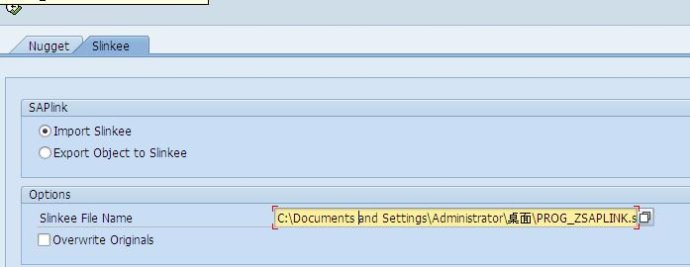 Nugget
Slinkee
SAPlink
Import Slinkee
Export Object to Slinkee
Options
Slinkee File Name
C:\Documents and Settings\Administrator\桌面\PROG_ZSAPLINK.s
Overwrite Originals